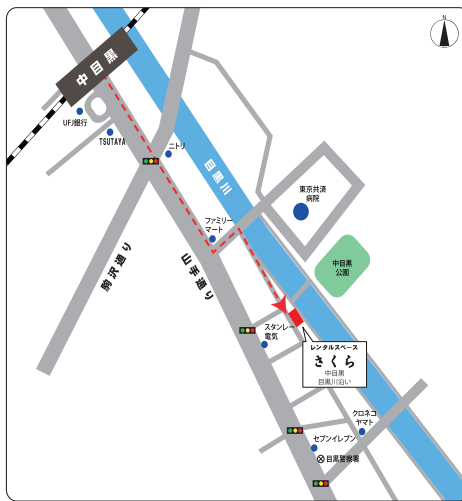 N
中目黒
UFJ銀行
TSUTAYA
ニトリ
目黒川
東京共済
病院
ファミリー
マート
中目黒
公園
駒沢通り
山手通り
スタンレー
電気
レンタルスペース
さくら
中目黒
目黒川沿い
クロネコ
ヤマト
セブンイレブン
目黒警察署